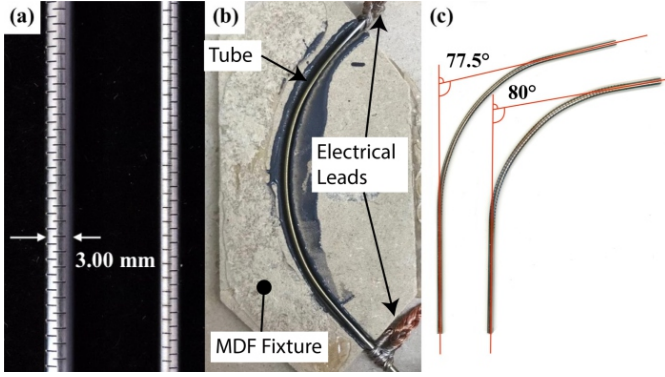 (a)
3.00 mm
(b)
Tube
Electrical
Leads
MDF Fixture
(c)
77.5°
80°